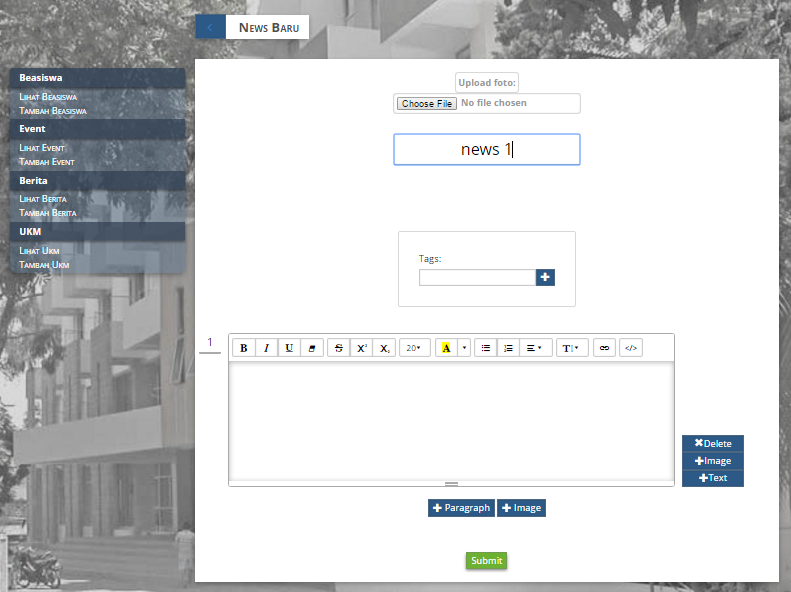 News Baru
Beasiswa
Lihat Beasiswa
Tambah Beasiswa
Event
Lihat Event
Tambah Event
Berita
Lihat Berita
Tambah Berita
UKM
Lihat Ukm
Tambah Ukm
Upload foto:
Choose File No file chosen
news 1
Tags:
1
B I U S X² X₂ 20 A T </>
Delete
Image
Text
Paragraph Image
Submit